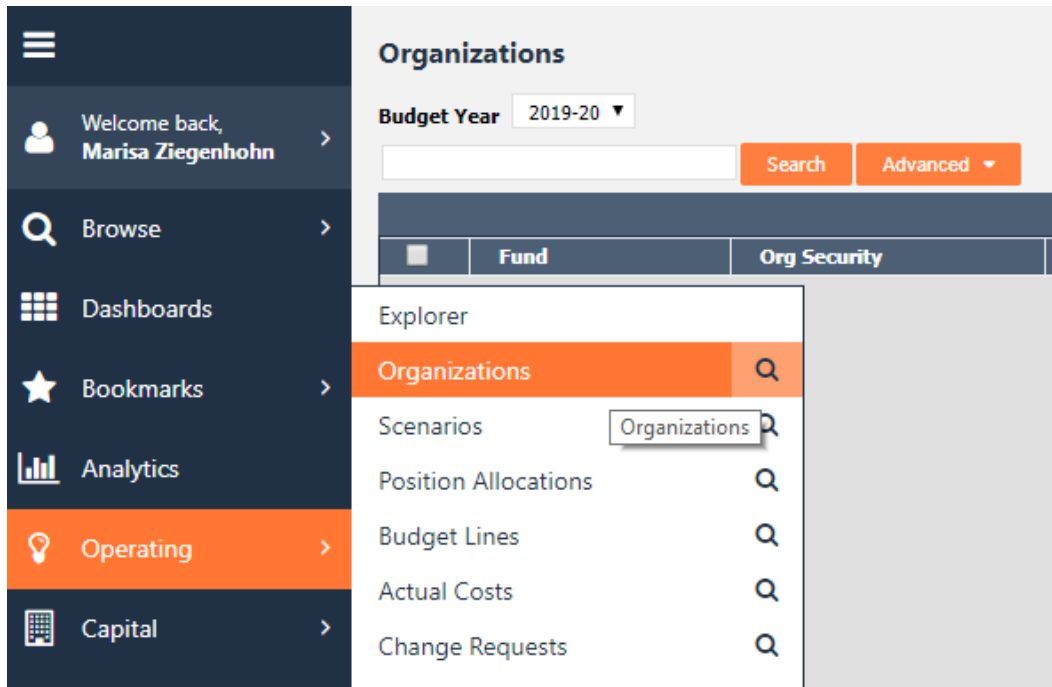 Welcome back,
Marisa Ziegenhohn
Browse
Dashboards
Bookmarks
Analytics
Operating
Capital
Organizations
Budget Year 2019-20
Search Advanced
Fund Org Security
Explorer
Organizations
Scenarios
Organizations
Position Allocations
Budget Lines
Actual Costs
Change Requests